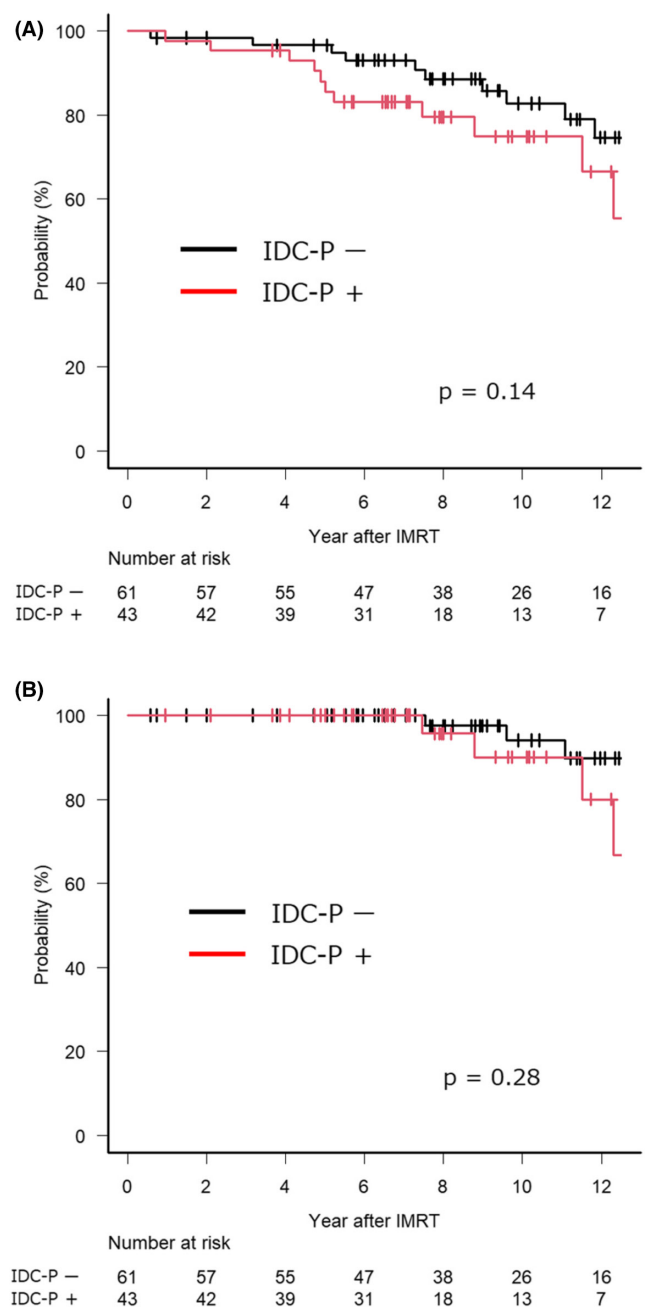 (A)
100
80
60
40
20
0
Probability (%)
IDC-P −
IDC-P +
p = 0.14
0 2 4 6 8 10 12
Year after IMRT
Number at risk
IDC-P − 61 57 55 47 38 26 16
IDC-P + 43 42 39 31 18 13 7
(B)
100
80
60
40
20
0
Probability (%)
IDC-P −
IDC-P +
p = 0.28
0 2 4 6 8 10 12
Year after IMRT
Number at risk
IDC-P − 61 57 55 47 38 26 16
IDC-P + 43 42 39 31 18 13 7